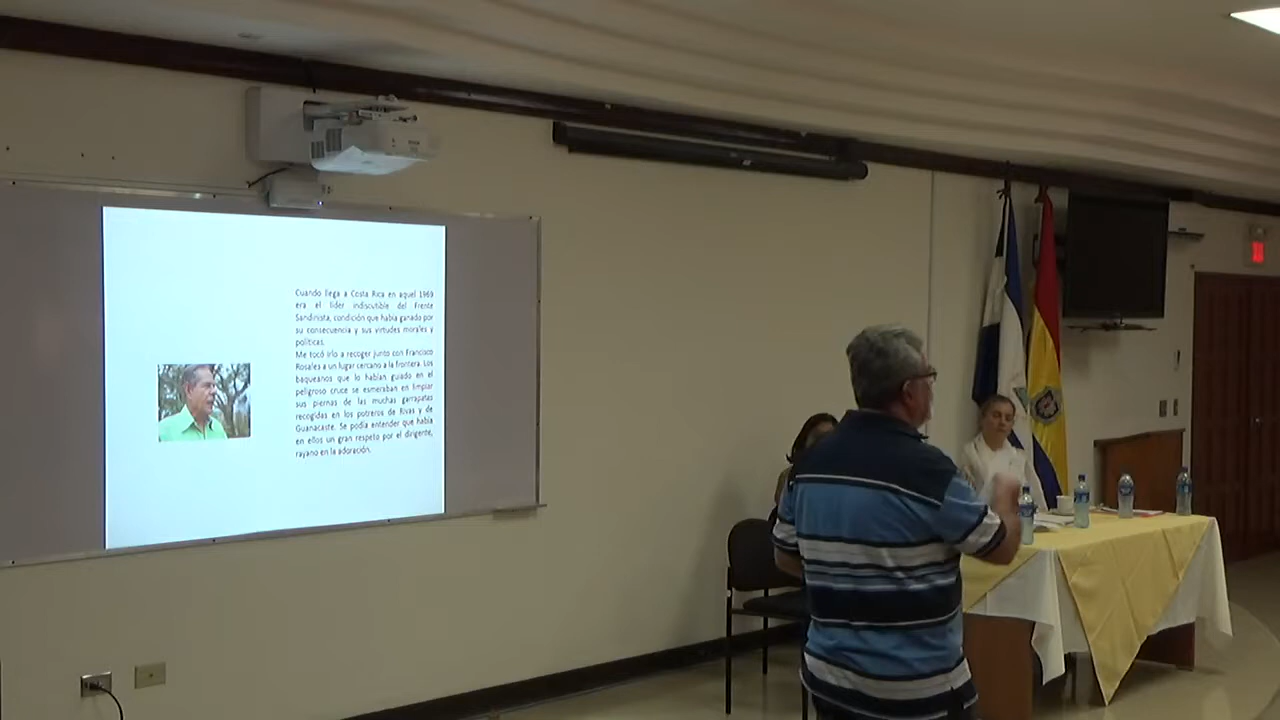 Cuando llega a Costa Rica en aquel 1969
era el líder indiscutible del Frente
Sandinista, condición que había ganado por
su consecuencia y sus virtudes morales y
políticas.
Me tocó irlo a recoger junto con Francisco
Rosales a un lugar cercano a la frontera. Los
baqueanos que lo habían guiado en el
peligroso cruce se esmeraban en limpiar
sus piernas de las muchas garrapatas
recogidas en los potreros de Rivas y de
Guanacaste. Se podía entender que había
en ellos un gran respeto por el dirigente,
rayano en la adoración.